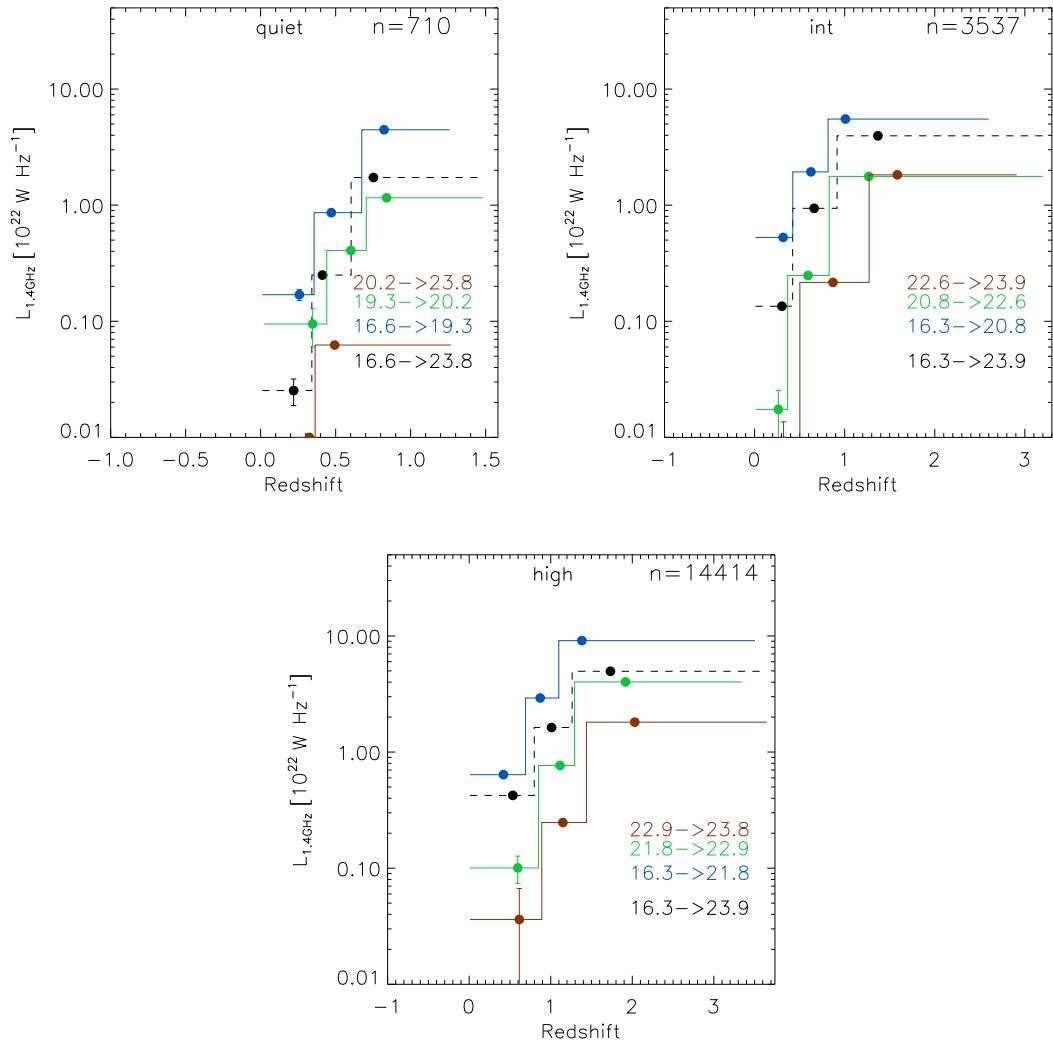 quiet n=710
10.00
1.00
0.10
0.01
L1.4GHz [10^22 W Hz^-1]
20.2->23.8
19.3->20.2
16.6->19.3
16.6->23.8
-1.0 -0.5 0.0 0.5 1.0 1.5
Redshift
int n=3537
10.00
1.00
0.10
0.01
L1.4GHz [10^22 W Hz^-1]
22.6->23.9
20.8->22.6
16.3->20.8
16.3->23.9
-1 0 1 2 3
Redshift
high n=14414
10.00
1.00
0.10
0.01
L1.4GHz [10^22 W Hz^-1]
22.9->23.8
21.8->22.9
16.3->21.8
16.3->23.9
-1 0 1 2 3
Redshift